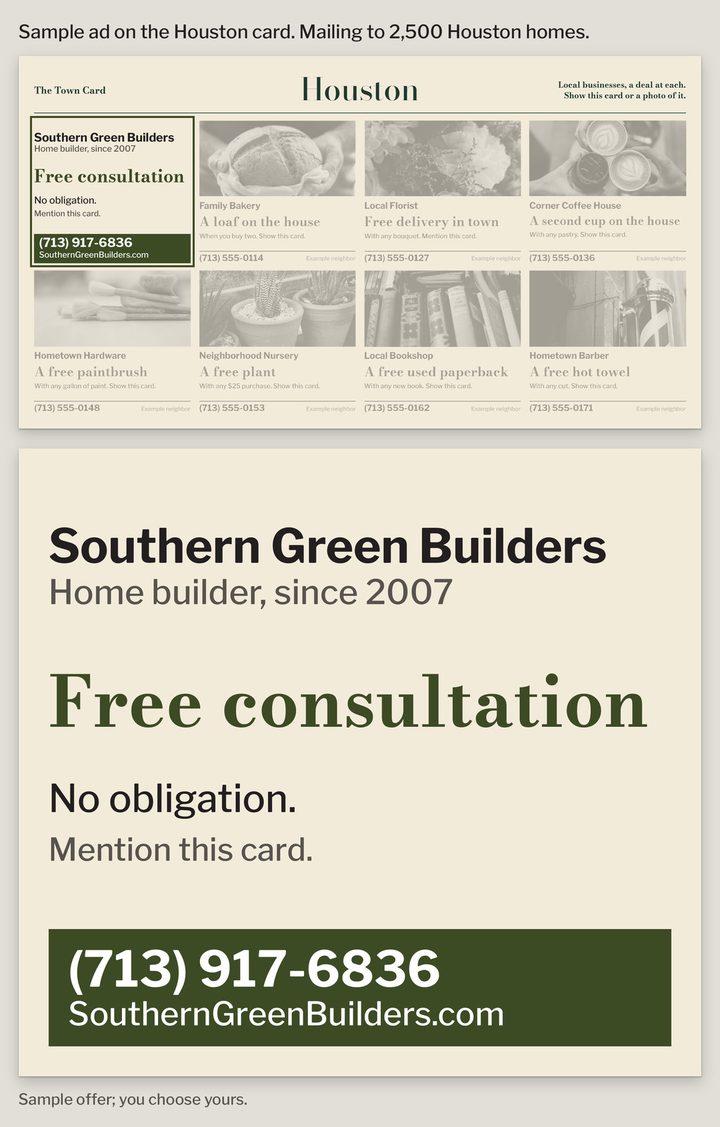 Sample ad on the Houston card. Mailing to 2,500 Houston homes.
The Town Card
Houston
Local businesses, a deal at each.
Show this card or a photo of it.
Southern Green Builders
Home builder, since 2007
Free consultation
No obligation.
Mention this card.
(713) 917-6836
SouthernGreenBuilders.com
Family Bakery
A loaf on the house
When you buy two. Show this card.
(713) 555-0114
Example neighbor
Local Florist
Free delivery in town
With any bouquet. Mention this card.
(713) 555-0127
Example neighbor
Corner Coffee House
A second cup on the house
With any pastry. Show this card.
(713) 555-0136
Example neighbor
Hometown Hardware
A free paintbrush
With any gallon of paint. Show this card.
(713) 555-0148
Example neighbor
Neighborhood Nursery
A free plant
With any $25 purchase. Show this card.
(713) 555-0153
Example neighbor
Local Bookshop
A free used paperback
With any new book. Show this card.
(713) 555-0162
Example neighbor
Hometown Barber
A free hot towel
With any cut. Show this card.
(713) 555-0171
Example neighbor
Southern Green Builders
Home builder, since 2007
Free consultation
No obligation.
Mention this card.
(713) 917-6836
SouthernGreenBuilders.com
Sample offer; you choose yours.